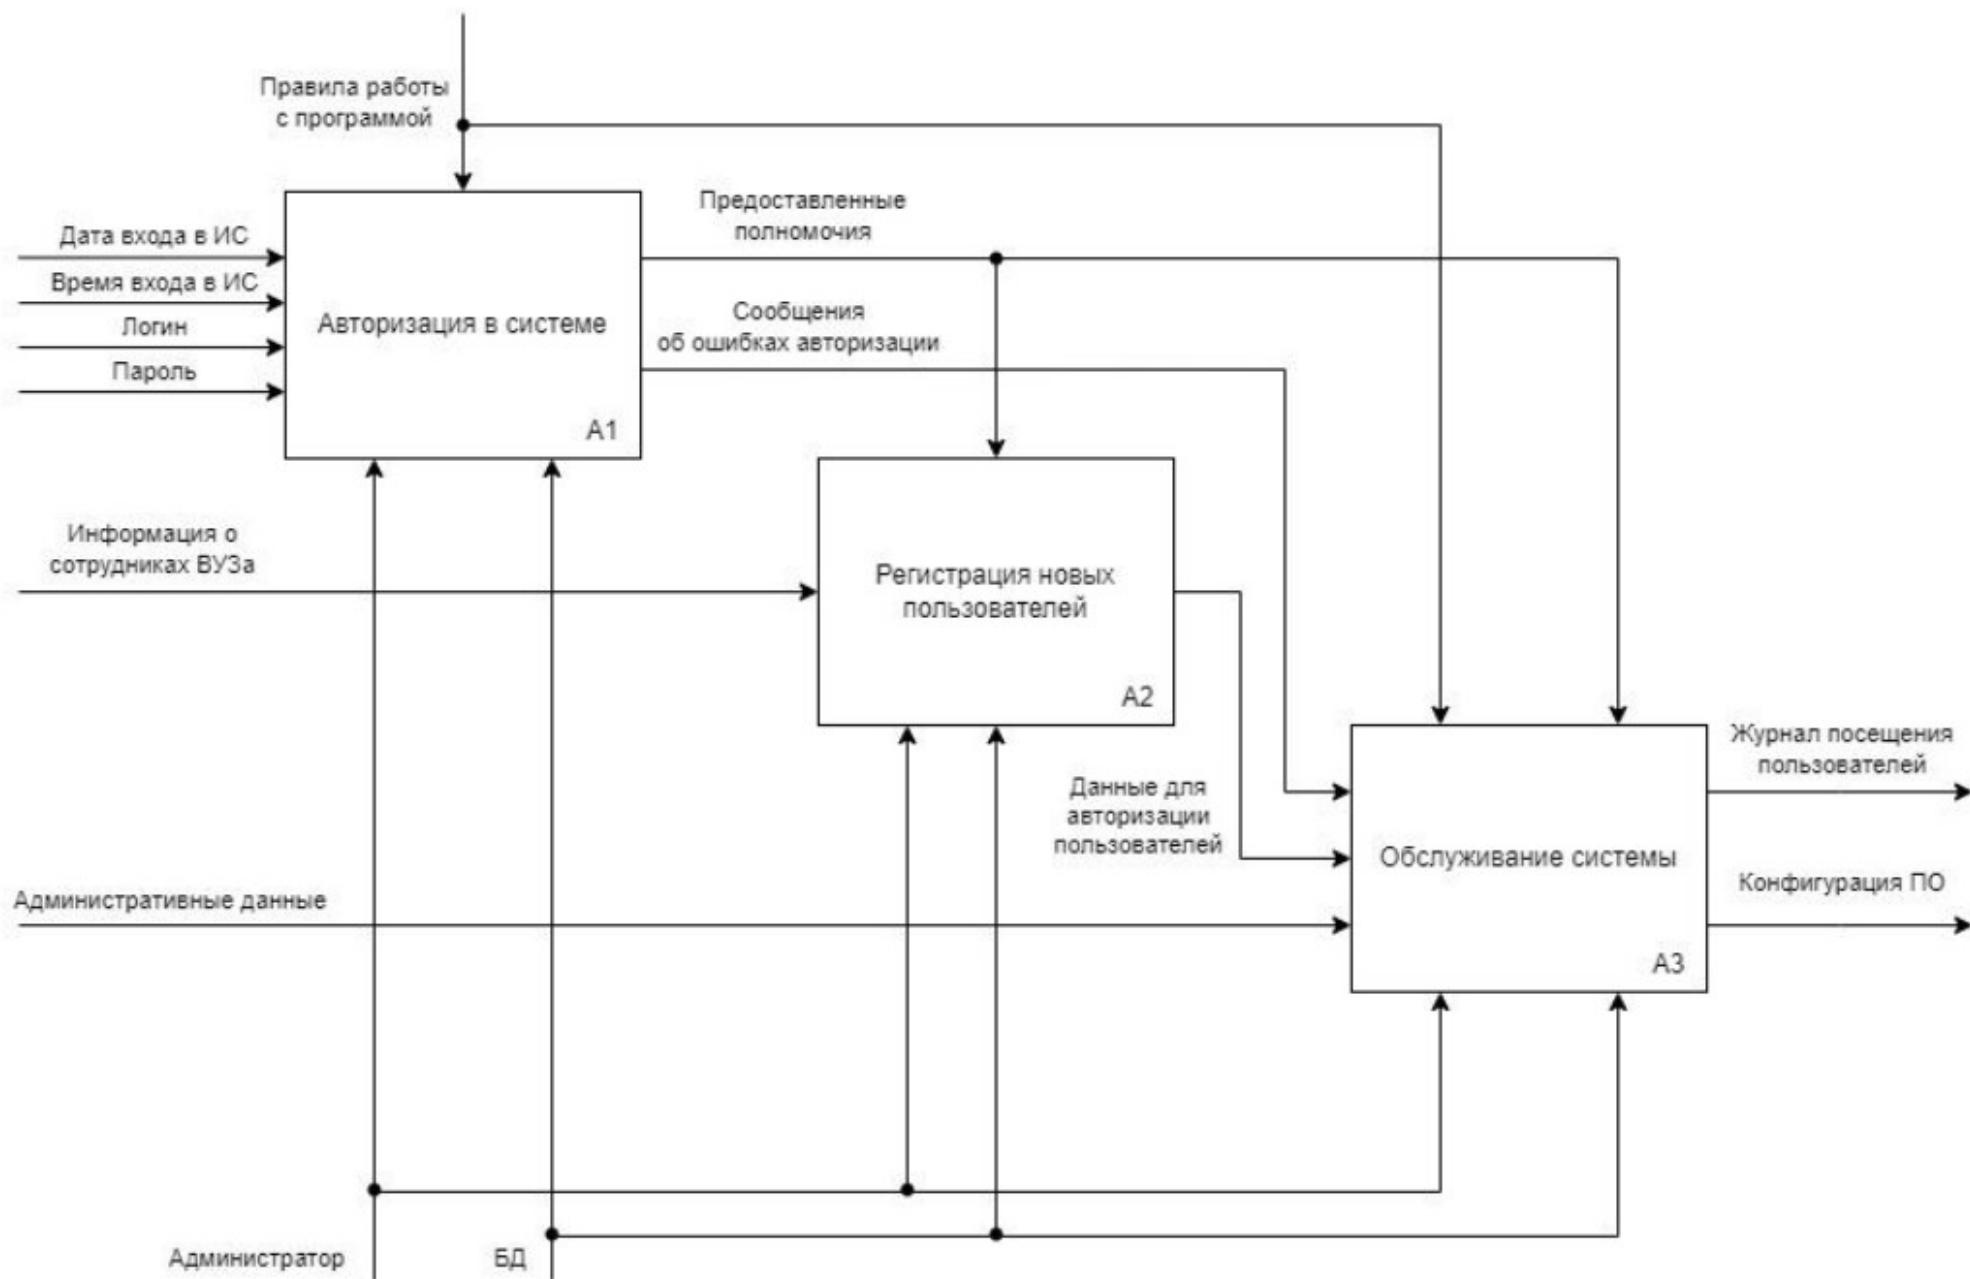 Правила работы
с программой
Предоставленные
полномочия
Дата входа в ИС
Время входа в ИС
Логин
Пароль
Авторизация в системе
А1
Сообщения
об ошибках авторизации
Информация о
сотрудниках ВУЗа
Регистрация новых
пользователей
А2
Данные для
авторизации
пользователей
Журнал посещения
пользователей
Обслуживание системы
А3
Конфигурация ПО
Административные данные
Администратор
БД